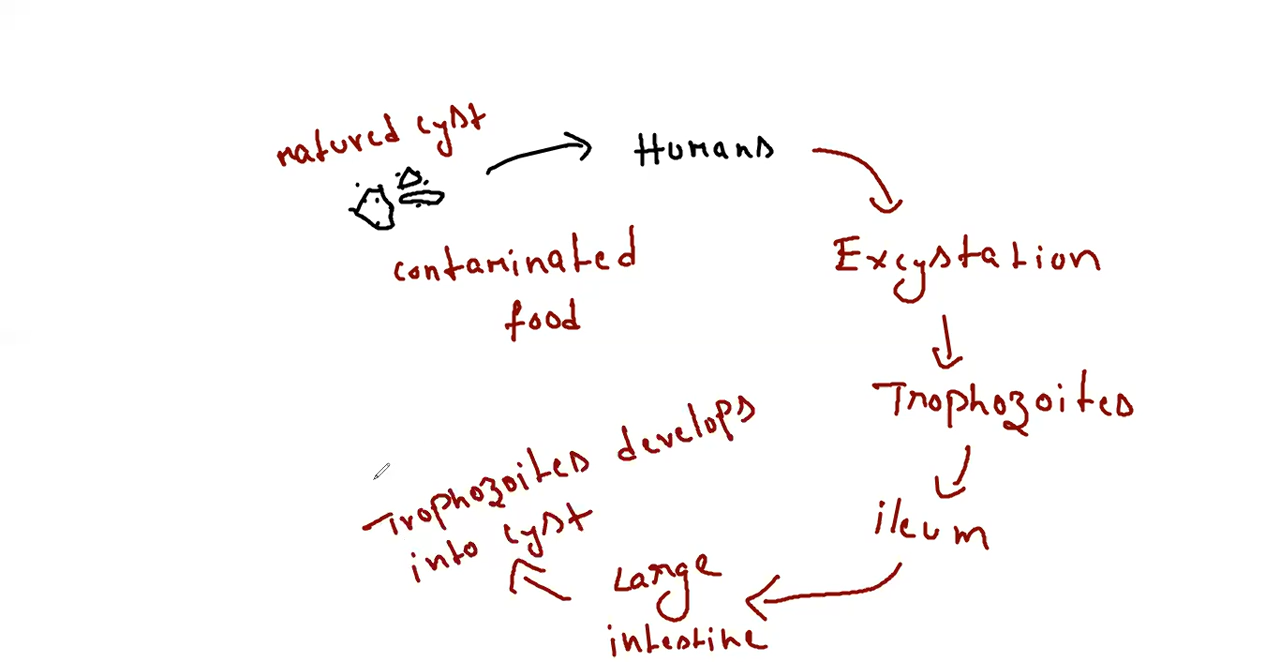 matured cyst
Humans
contaminated
food
Excystation
Trophozoites
ileum
Large
intestine
Trophozoites develops
into cyst